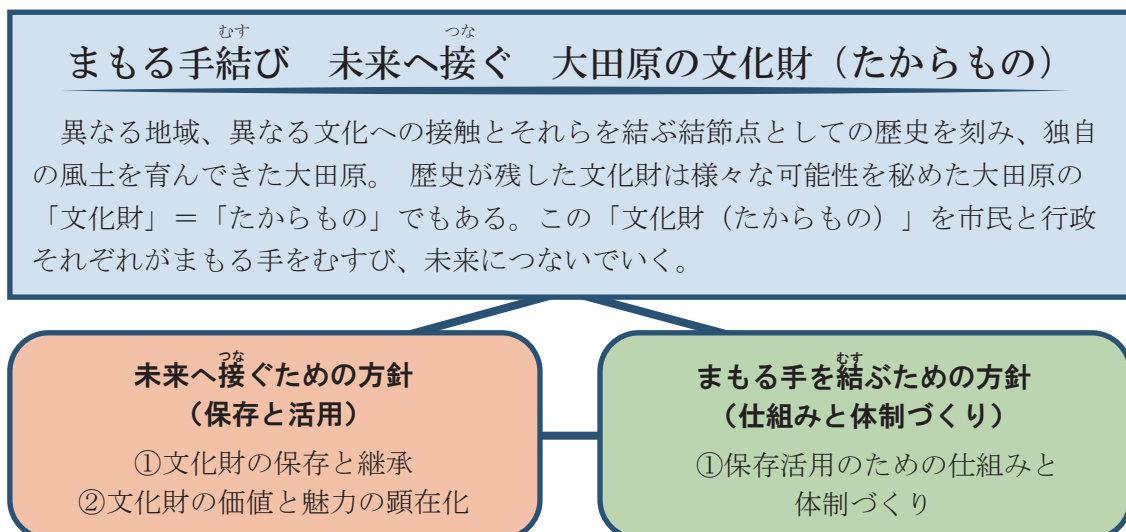 まもる手結び　未来へ接ぐ　大田原の文化財（たからもの）
異なる地域、異なる文化への接触とそれらを結ぶ結節点としての歴史を刻み、独自
の風土を育んできた大田原。 歴史が残した文化財は様々な可能性を秘めた大田原の
「文化財」＝「たからもの」でもある。この「文化財（たからもの）」を市民と行政
それぞれがまもる手をむすび、未来につないでいく。
未来へ接ぐための方針
（保存と活用）
①文化財の保存と継承
②文化財の価値と魅力の顕在化
まもる手を結ぶための方針
（仕組みと体制づくり）
①保存活用のための仕組みと
体制づくり